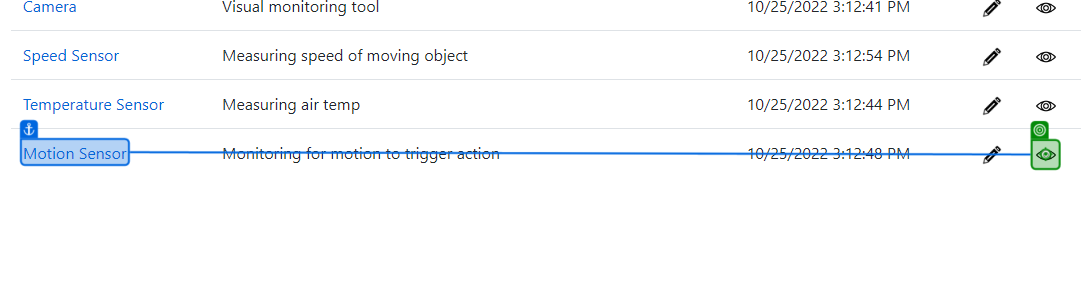 Camera Visual monitoring tool 10/25/2022 3:12:41 PM
Speed Sensor Measuring speed of moving object 10/25/2022 3:12:54 PM
Temperature Sensor Measuring air temp 10/25/2022 3:12:44 PM
Motion Sensor Monitoring for motion to trigger action 10/25/2022 3:12:48 PM